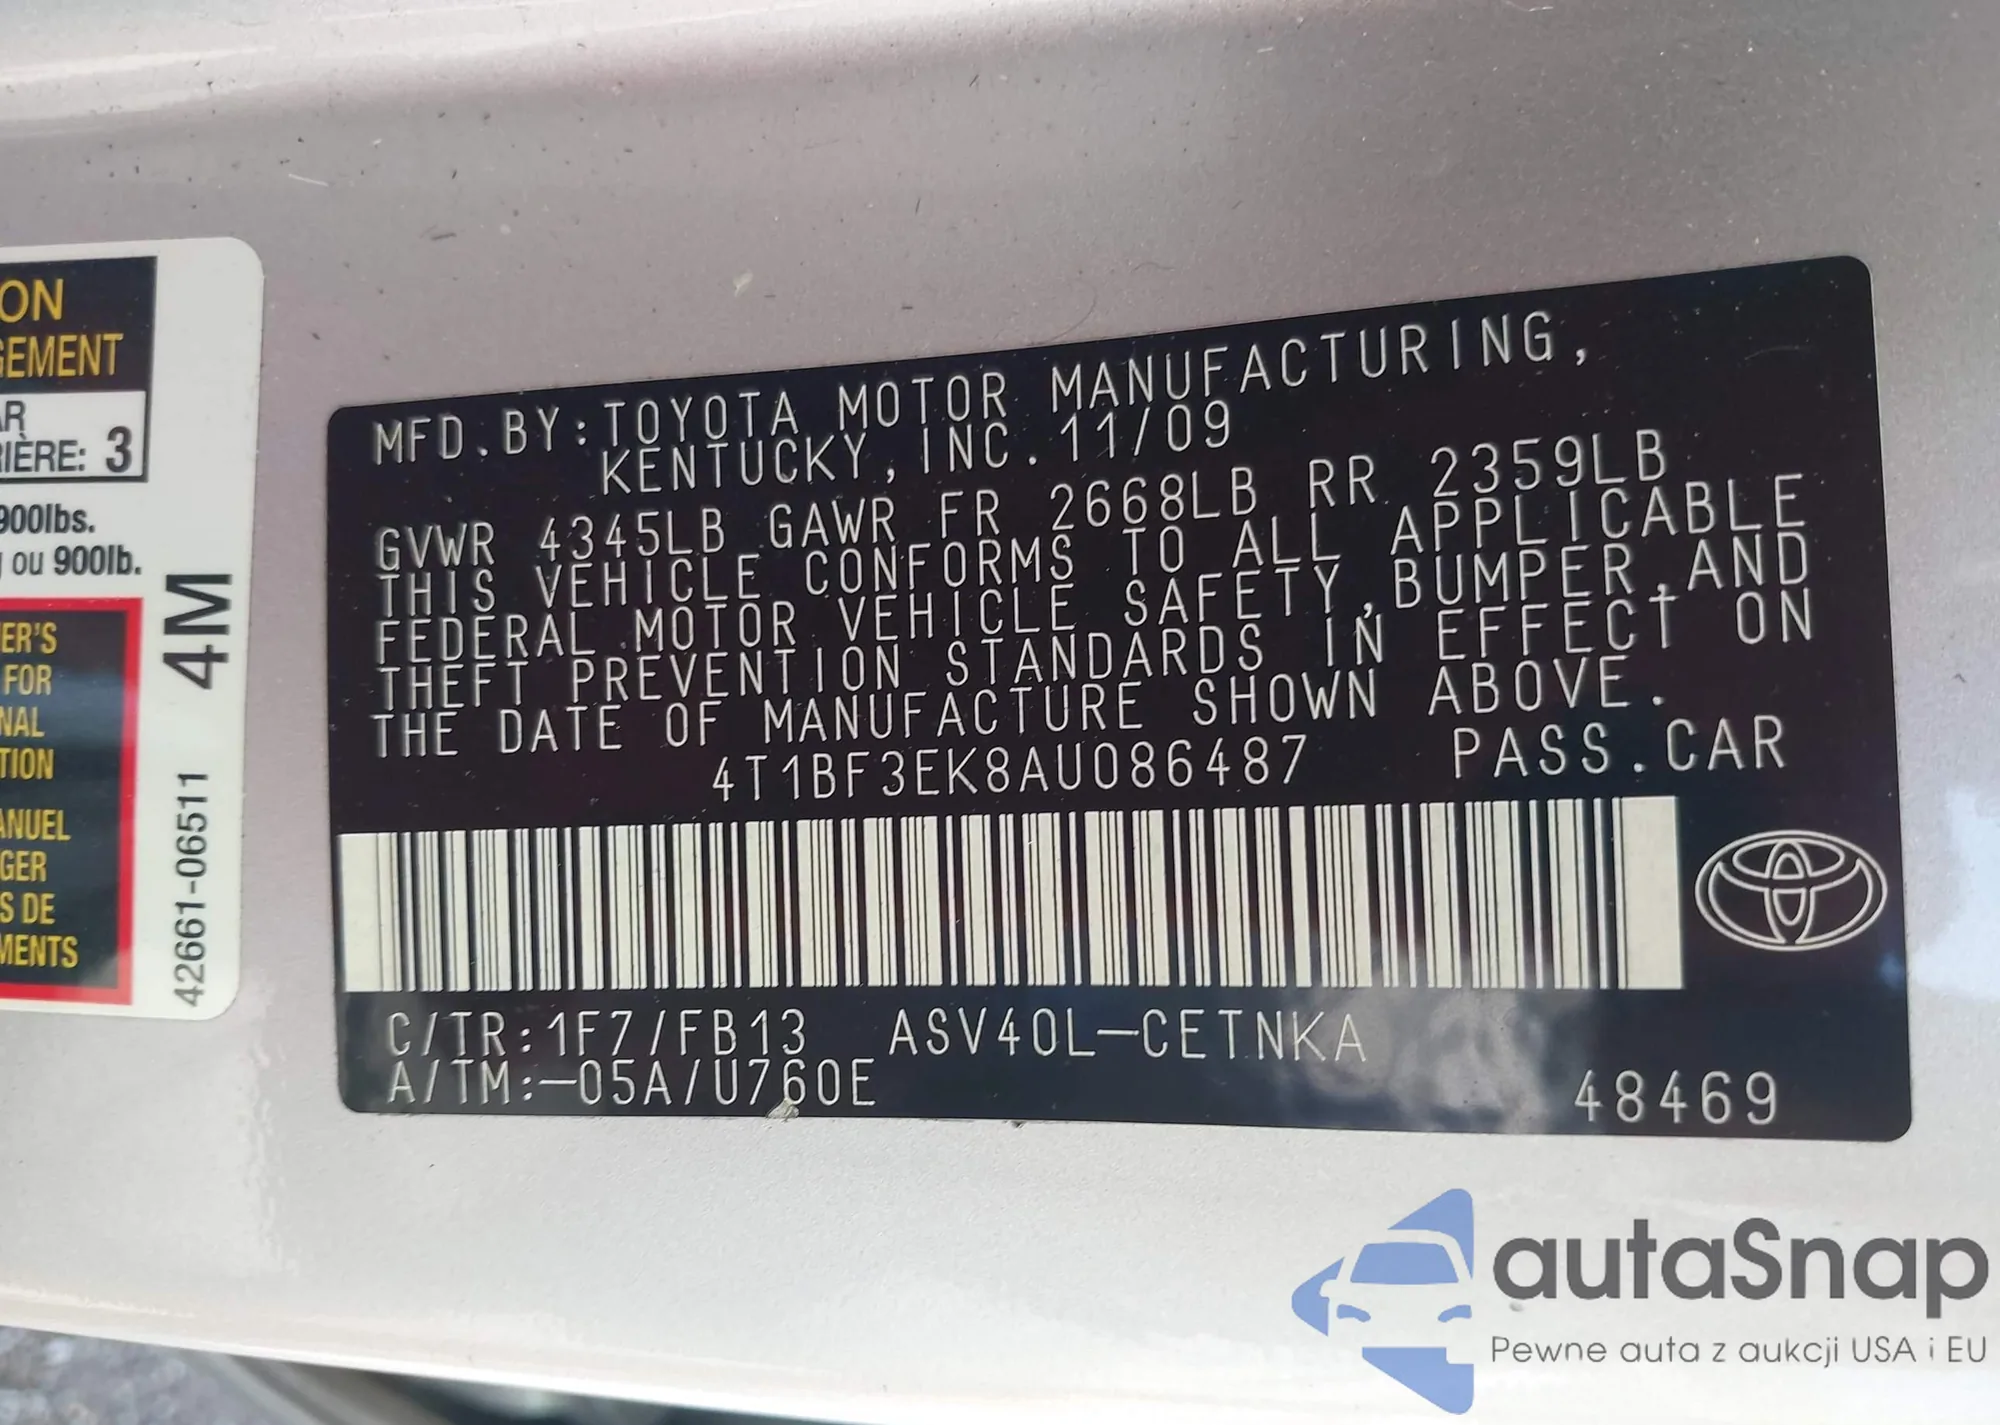 ON
GEMENT
AR
RIÈRE: 3
900lbs.
ou 900lb.
ER'S
FOR
NAL
TION
ANUEL
GER
S DE
MENTS
4M
42661-06511
MFD.BY:TOYOTA MOTOR MANUFACTURING,
KENTUCKY,INC.11/09
GVWR 4345LB GAWR FR 2668LB RR 2359LB
THIS VEHICLE CONFORMS TO ALL APPLICABLE
FEDERAL MOTOR VEHICLE SAFETY,BUMPER,AND
THEFT PREVENTION STANDARDS IN EFFECT ON
THE DATE OF MANUFACTURE SHOWN ABOVE.
4T1BF3EK8AU086487 PASS.CAR
C/TR:1F7/FB13 ASV40L-CETNKA
A/TM:-05A/U760E
48469
autaSnap
Pewne auta z aukcji USA i EU